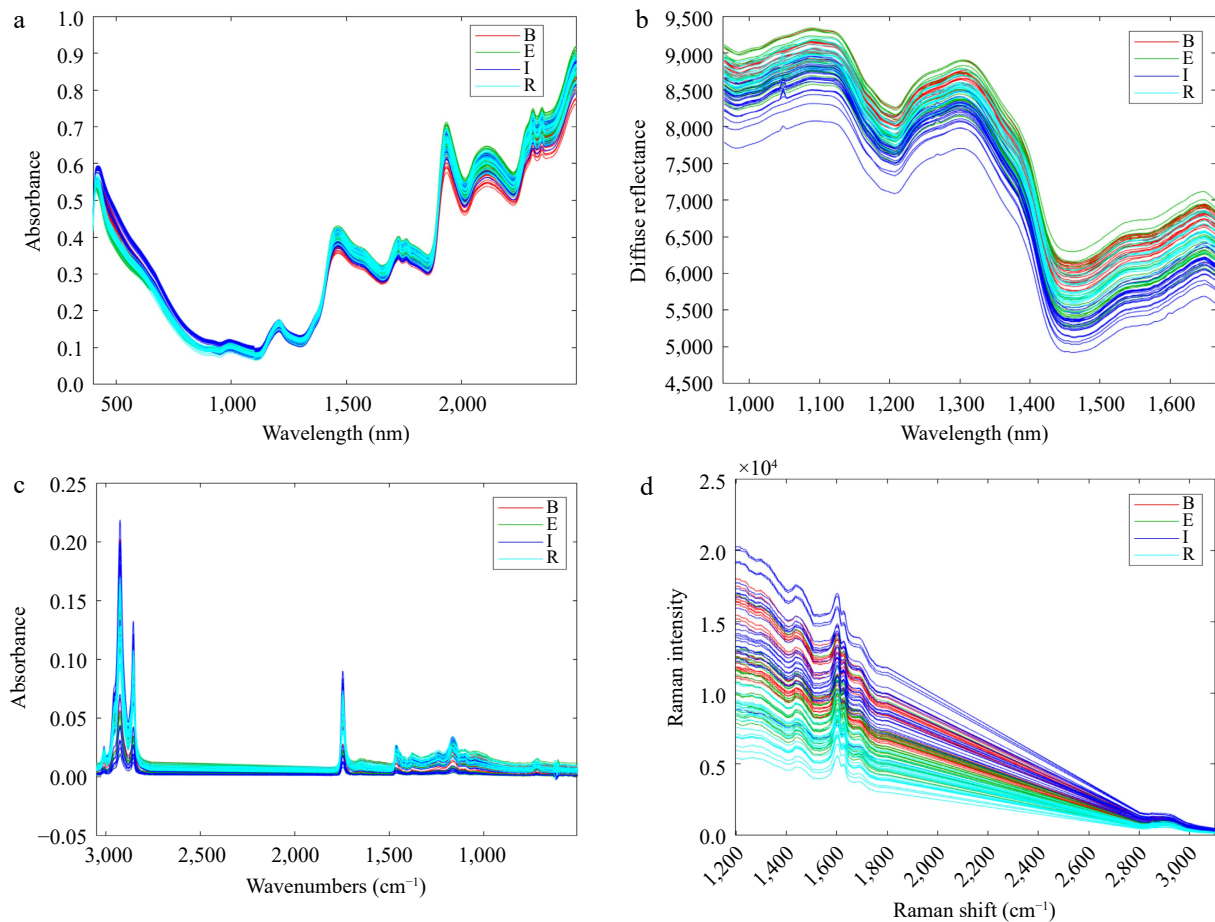 a
1.0
0.9
0.8
0.7
0.6
0.5
0.4
0.3
0.2
0.1
0.0
Absorbance
500
1,000
1,500
2,000
Wavelength (nm)
B
E
I
R
b
9,500
9,000
8,500
8,000
7,500
7,000
6,500
6,000
5,500
5,000
4,500
Diffuse reflectance
1,000
1,100
1,200
1,300
1,400
1,500
1,600
Wavelength (nm)
B
E
I
R
c
0.25
0.20
0.15
0.10
0.05
0.00
−0.05
Absorbance
3,000
2,500
2,000
1,500
1,000
Wavenumbers (cm⁻¹)
B
E
I
R
d
×10⁴
2.5
2.0
1.5
1.0
0.5
0.0
Raman intensity
1,200
1,400
1,600
1,800
2,000
2,200
2,400
2,600
2,800
3,000
Raman shift (cm⁻¹)
B
E
I
R